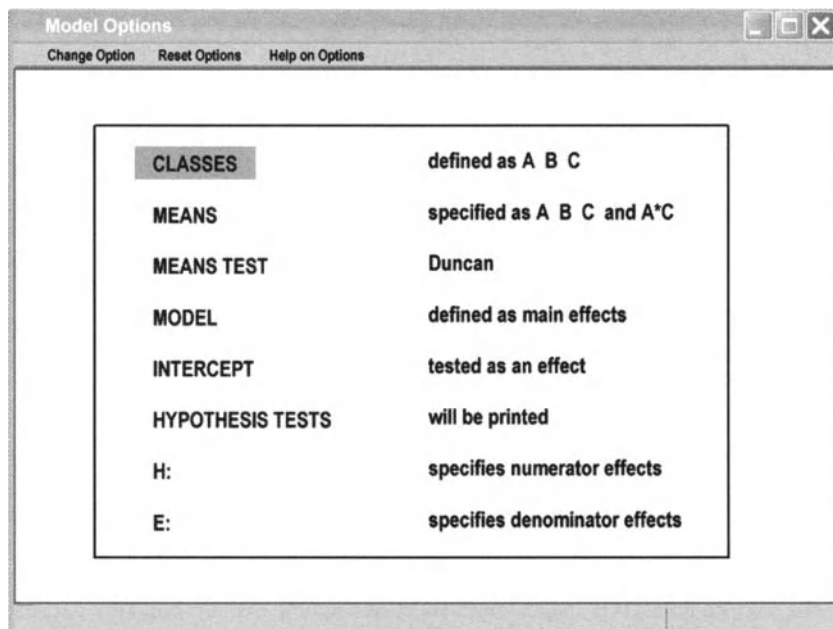 Model Options
Change Option Reset Options Help on Options
CLASSES defined as A B C
MEANS specified as A B C and A*C
MEANS TEST Duncan
MODEL defined as main effects
INTERCEPT tested as an effect
HYPOTHESIS TESTS will be printed
H: specifies numerator effects
E: specifies denominator effects